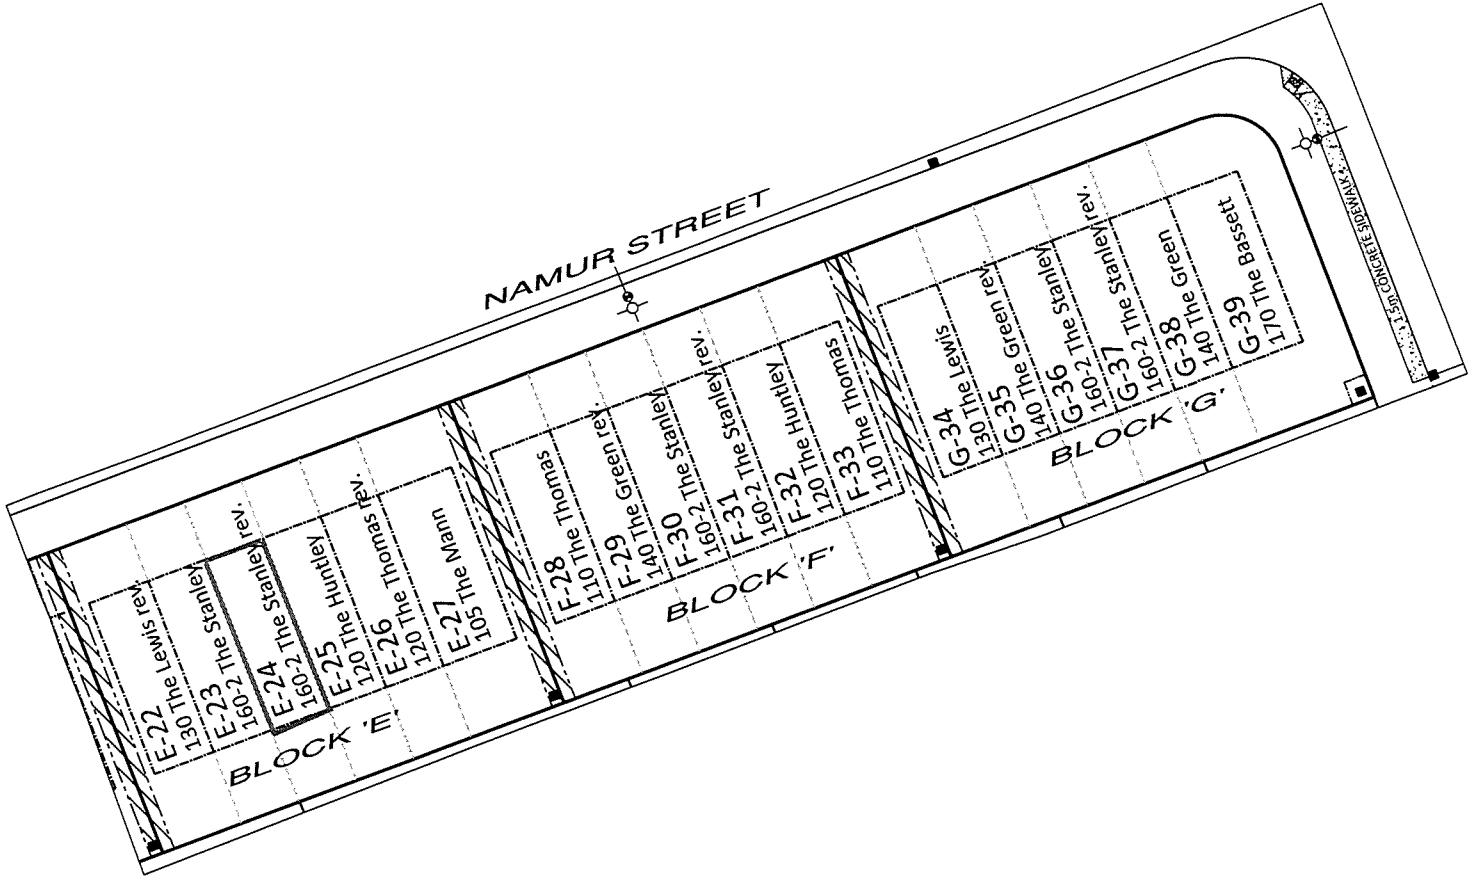 NAMUR STREET
E-22
130 The Lewis rev.
E-23
160-2 The Stanley
E-24
160-2 The Stanley rev.
E-25
120 The Huntley
E-26
120 The Thomas rev.
E-27
105 The Mann
BLOCK 'E'
F-28
110 The Thomas
F-29
140 The Green rev.
F-30
160-2 The Stanley
F-31
160-2 The Stanley rev.
F-32
120 The Huntley
F-33
110 The Thomas
BLOCK 'F'
G-34
130 The Lewis
G-35
140 The Green rev.
G-36
160-2 The Stanley
G-37
160-2 The Stanley rev.
G-38
140 The Green
G-39
170 The Bassett
BLOCK 'G'
1.5m CONCRETE SIDEWALK